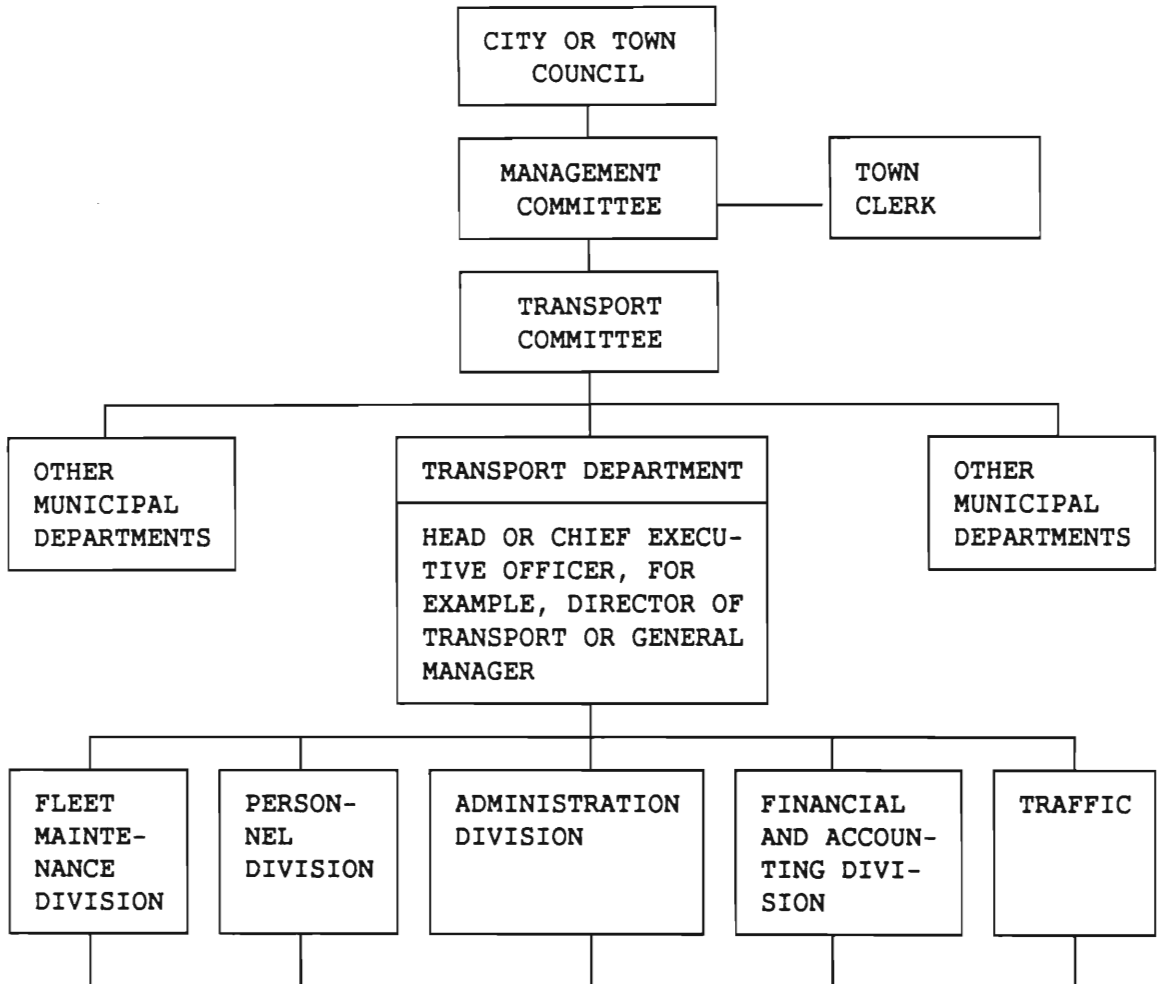 CITY OR TOWN
COUNCIL
MANAGEMENT
COMMITTEE
TOWN
CLERK
TRANSPORT
COMMITTEE
OTHER
MUNICIPAL
DEPARTMENTS
TRANSPORT DEPARTMENT
HEAD OR CHIEF EXECU-
TIVE OFFICER, FOR
EXAMPLE, DIRECTOR OF
TRANSPORT OR GENERAL
MANAGER
OTHER
MUNICIPAL
DEPARTMENTS
FLEET
MAINTE-
NANCE
DIVISION
PERSON-
NEL
DIVISION
ADMINISTRATION
DIVISION
FINANCIAL
AND ACCOUN-
TING DIVI-
SION
TRAFFIC